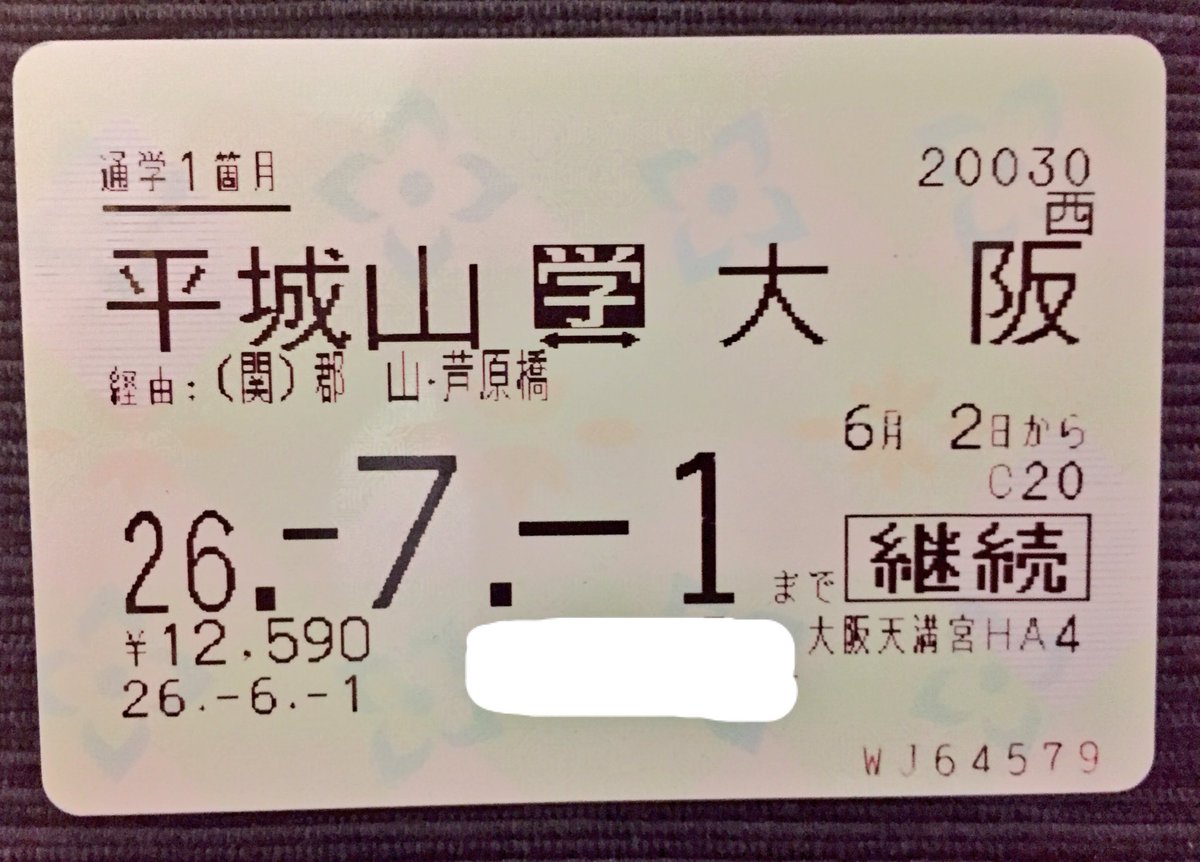 通学1箇月
20030
西
平城山 学 大 阪
経由:(関)郡 山・芦原橋
6月 2日から
C20
26.-7.-1まで
継続
¥12,590
大阪天満宮HA4
26.-6.-1
WJ64579